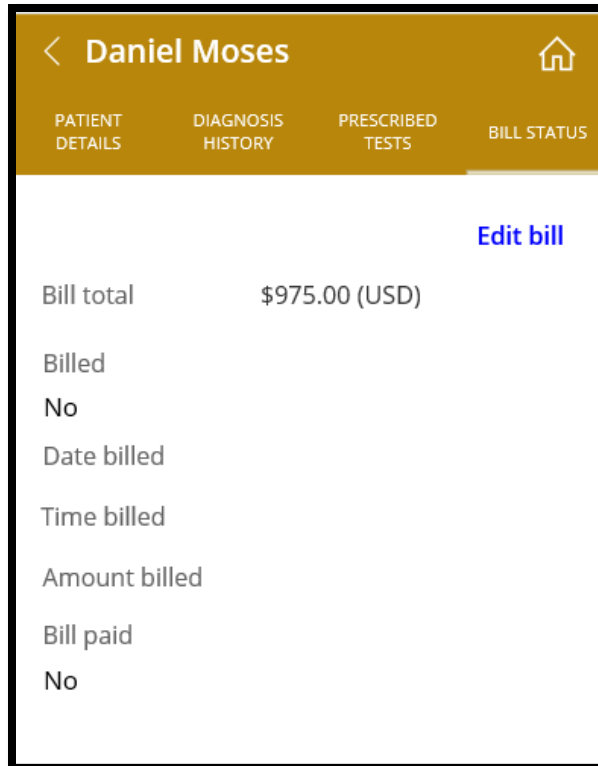 Daniel Moses
PATIENT DETAILS
DIAGNOSIS HISTORY
PRESCRIBED TESTS
BILL STATUS
Edit bill
Bill total $975.00 (USD)
Billed
No
Date billed
Time billed
Amount billed
Bill paid
No